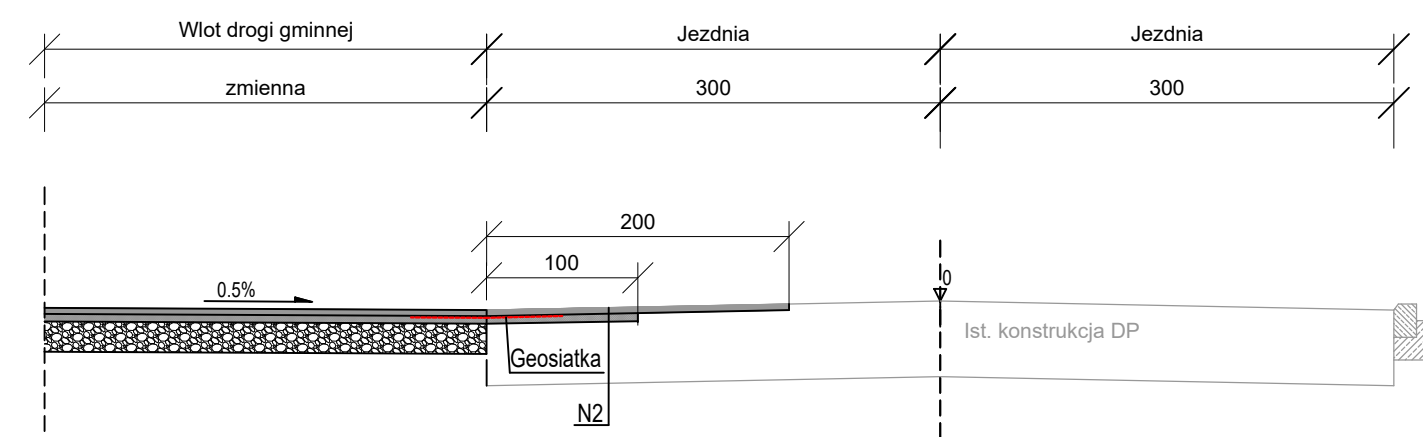 Wlot drogi gminnej
Jezdnia
Jezdnia
zmienna
300
300
200
100
0.5%
0
Ist. konstrukcja DP
Geosiatka
N2